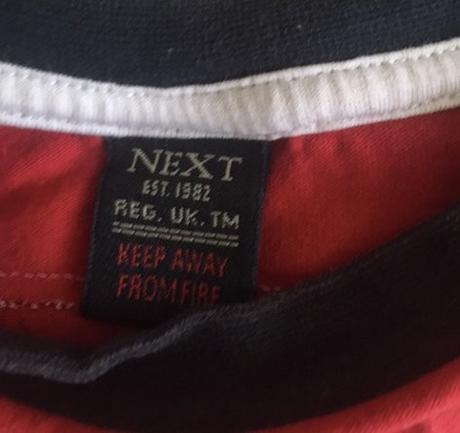 NEXT
EST. 1982
REG. UK. TM
KEEP AWAY
FROM FIRE